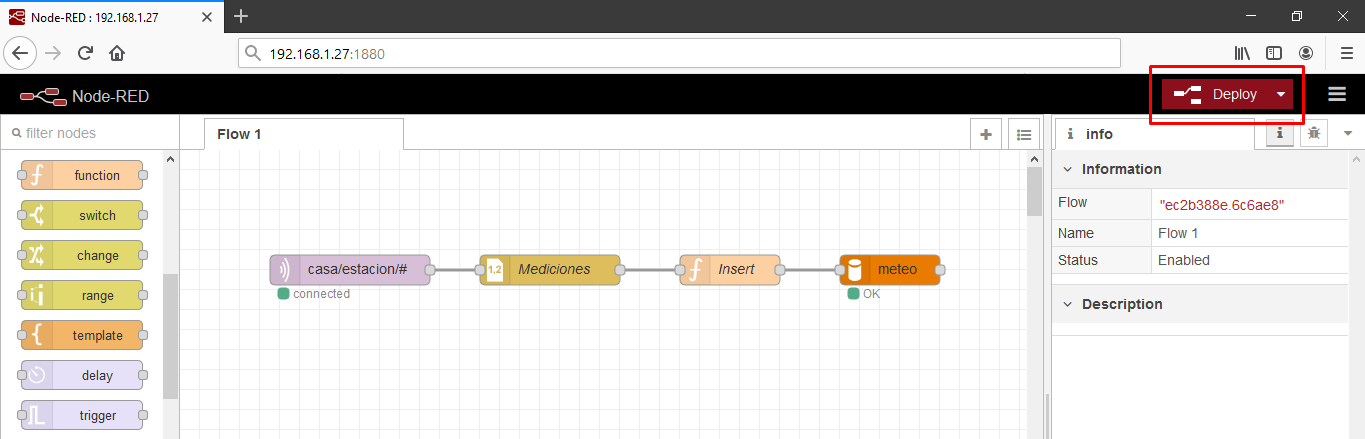 Node-RED : 192.168.1.27
192.168.1.27:1880
Node-RED
Deploy
filter nodes
Flow 1
i info
i
function
switch
change
range
template
delay
trigger
casa/estacion/#
connected
1,2
Mediciones
Insert
meteo
OK
Information
Flow "ec2b388e.6c6ae8"
Name Flow 1
Status Enabled
Description